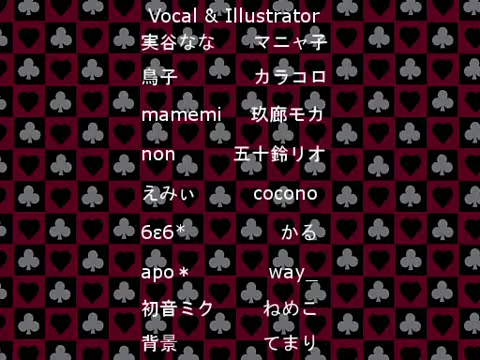 Vocal & Illustrator
実谷なな マニャ子
鳥子 カラコロ
mamemi 玖廊モカ
non 五十鈴リオ
えみぃ cocono
6ε6* かる
apo* way_
初音ミク ねめこ
背景 てまり